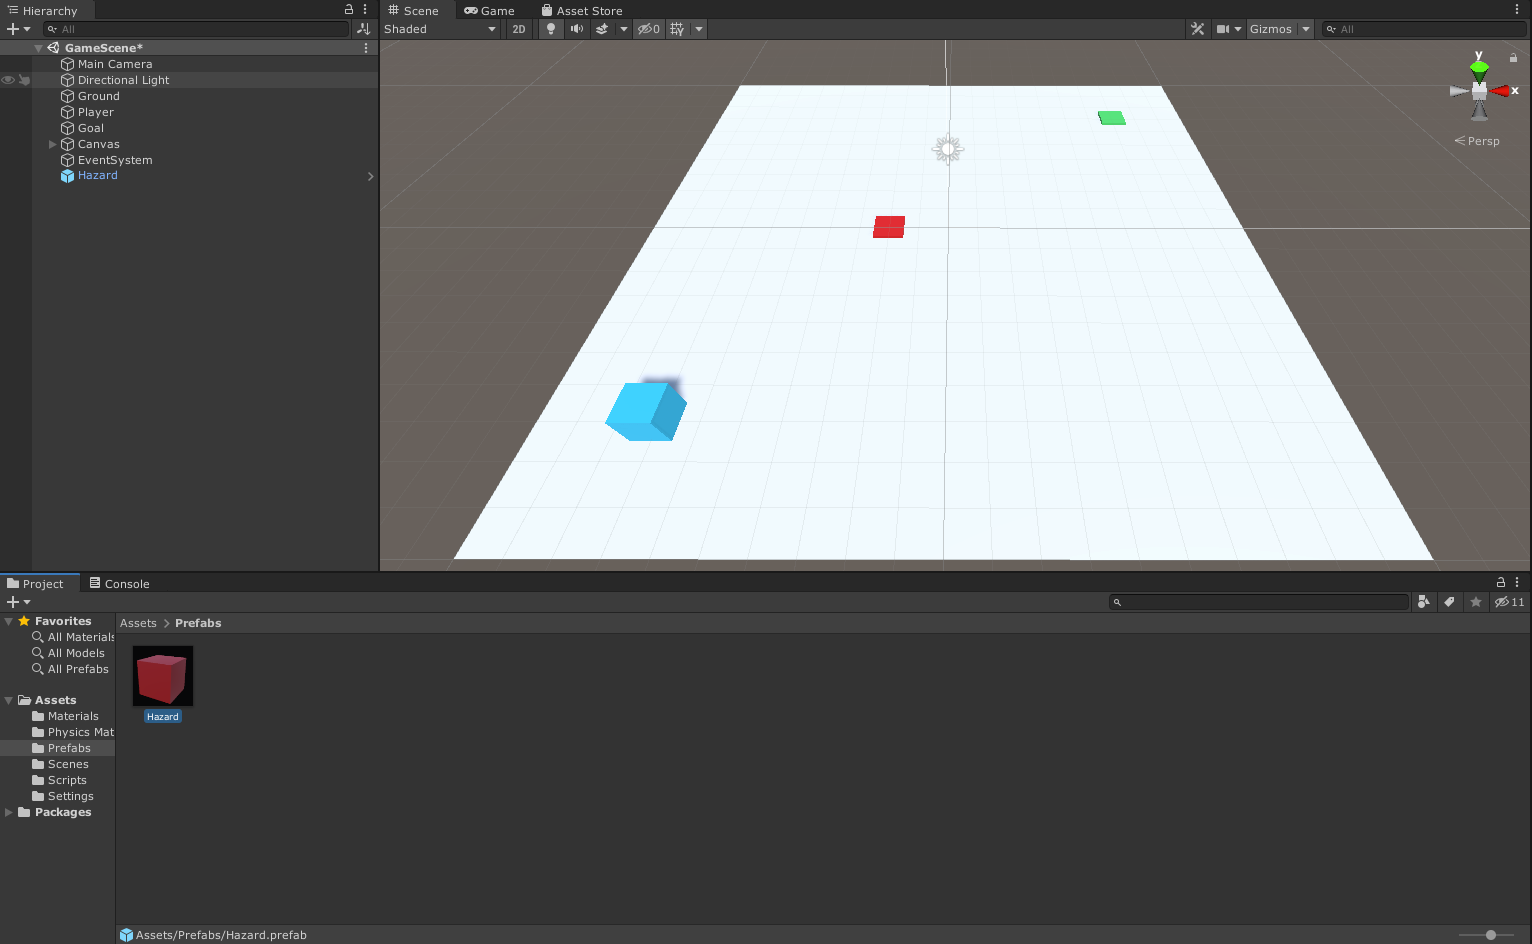 Hierarchy
All
GameScene*
Main Camera
Directional Light
Ground
Player
Goal
Canvas
EventSystem
Hazard
Scene Game Asset Store
Shaded 2D 0 Gizmos All
y
x
Persp
Project Console
11
Favorites
All Materials
All Models
All Prefabs
Assets
Materials
Physics Mat
Prefabs
Scenes
Scripts
Settings
Packages
Assets > Prefabs
Hazard
Assets/Prefabs/Hazard.prefab